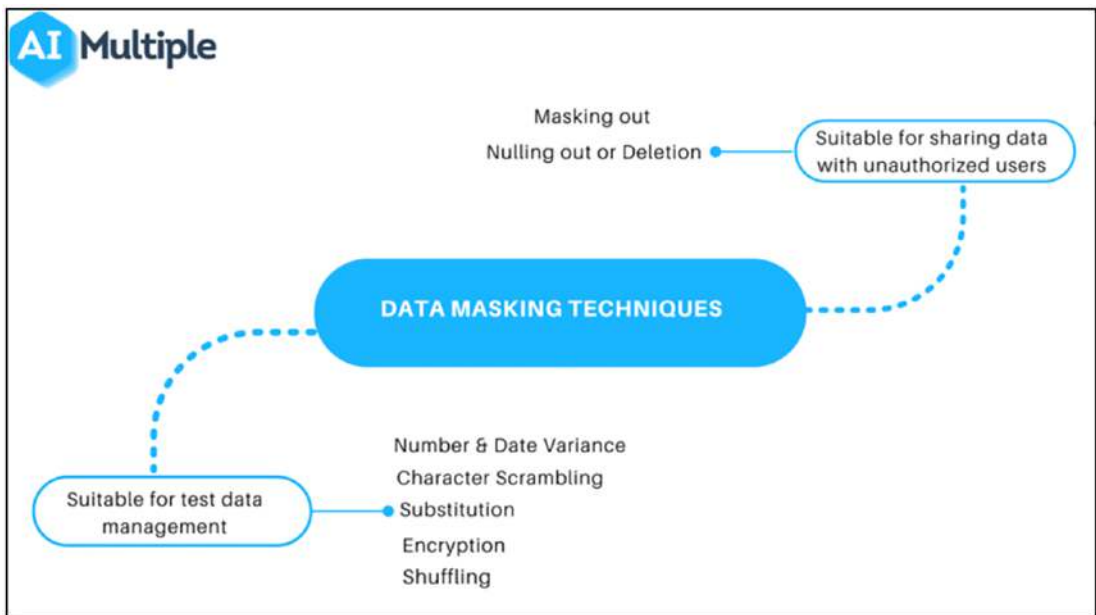 AI Multiple
Masking out
Nulling out or Deletion
Suitable for sharing data
with unauthorized users
DATA MASKING TECHNIQUES
Number & Date Variance
Character Scrambling
Suitable for test data
management
Substitution
Encryption
Shuffling